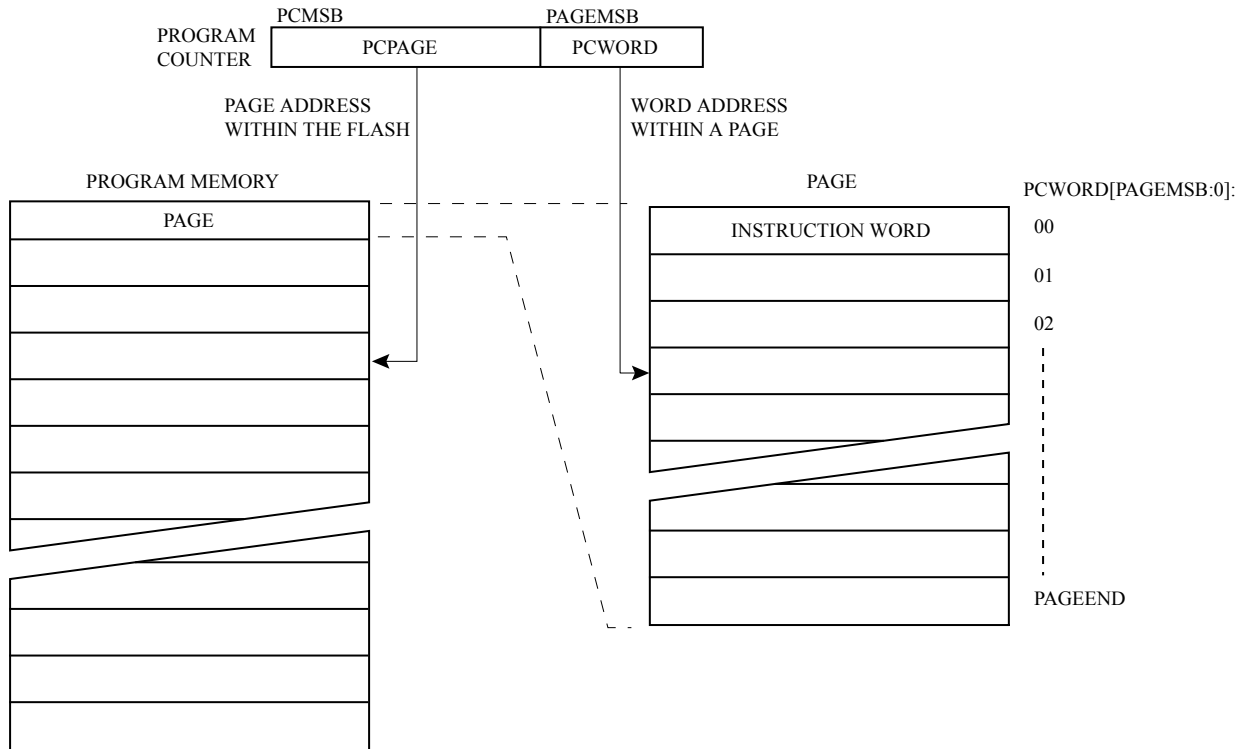 PCMSB
PAGEMSB
PROGRAM
COUNTER
PCPAGE
PCWORD
PAGE ADDRESS
WITHIN THE FLASH
WORD ADDRESS
WITHIN A PAGE
PROGRAM MEMORY
PAGE
PAGE
PCWORD[PAGEMSB:0]:
INSTRUCTION WORD
00
01
02
PAGEEND